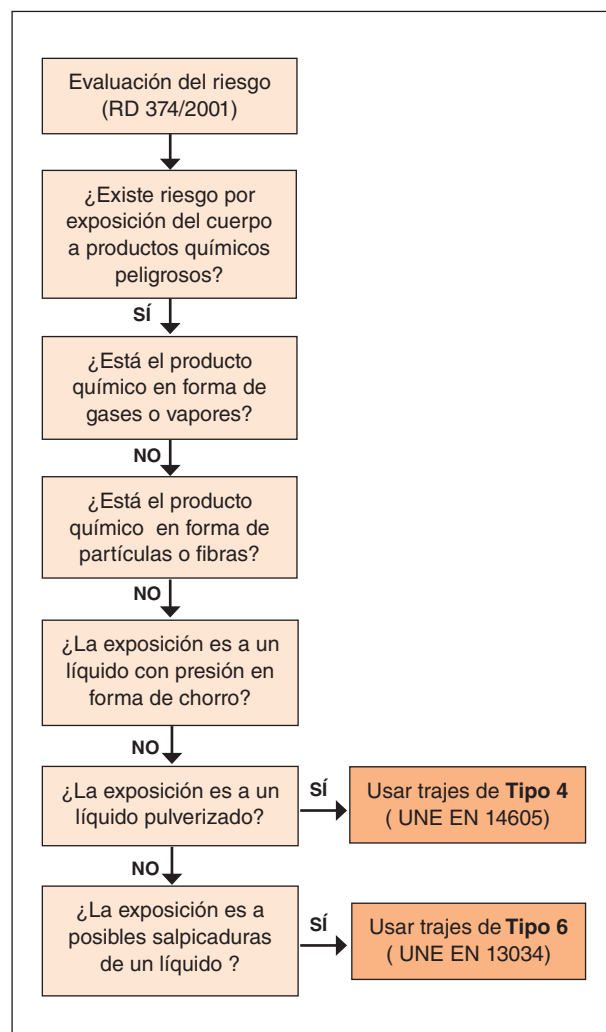 Evaluación del riesgo
(RD 374/2001)
¿Existe riesgo por
exposición del cuerpo
a productos químicos
peligrosos?
SÍ
¿Está el producto
químico en forma de
gases o vapores?
NO
¿Está el producto
químico en forma de
partículas o fibras?
NO
¿La exposición es a un
líquido con presión en
forma de chorro?
NO
¿La exposición es a un
líquido pulverizado?
SÍ
Usar trajes de Tipo 4
( UNE EN 14605)
NO
¿La exposición es a
posibles salpicaduras
de un líquido ?
SÍ
Usar trajes de Tipo 6
( UNE EN 13034)